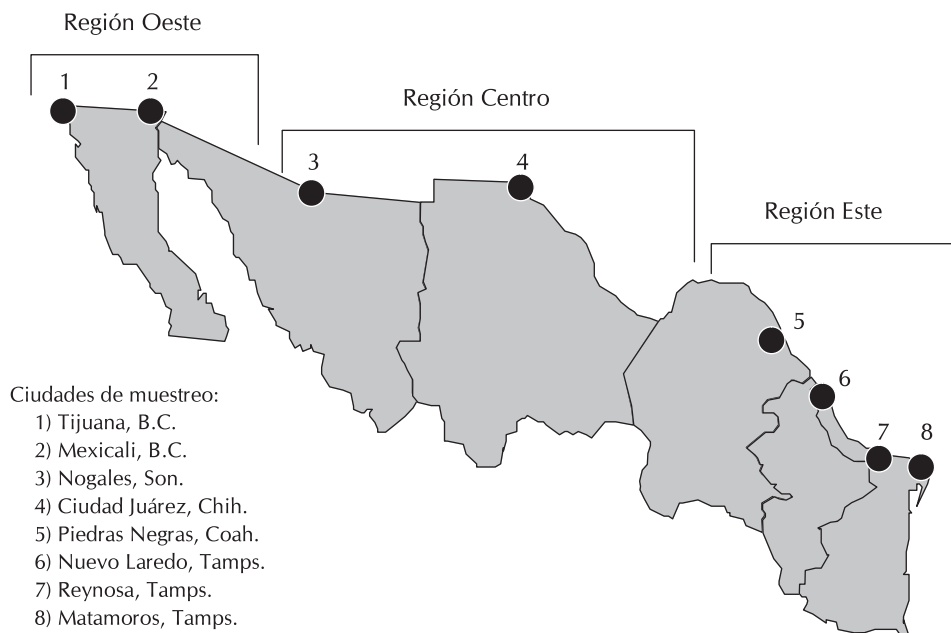 Región Oeste
1
2
Región Centro
3
4
Región Este
5
6
7
8
Ciudades de muestreo:
1) Tijuana, B.C.
2) Mexicali, B.C.
3) Nogales, Son.
4) Ciudad Juárez, Chih.
5) Piedras Negras, Coah.
6) Nuevo Laredo, Tamps.
7) Reynosa, Tamps.
8) Matamoros, Tamps.